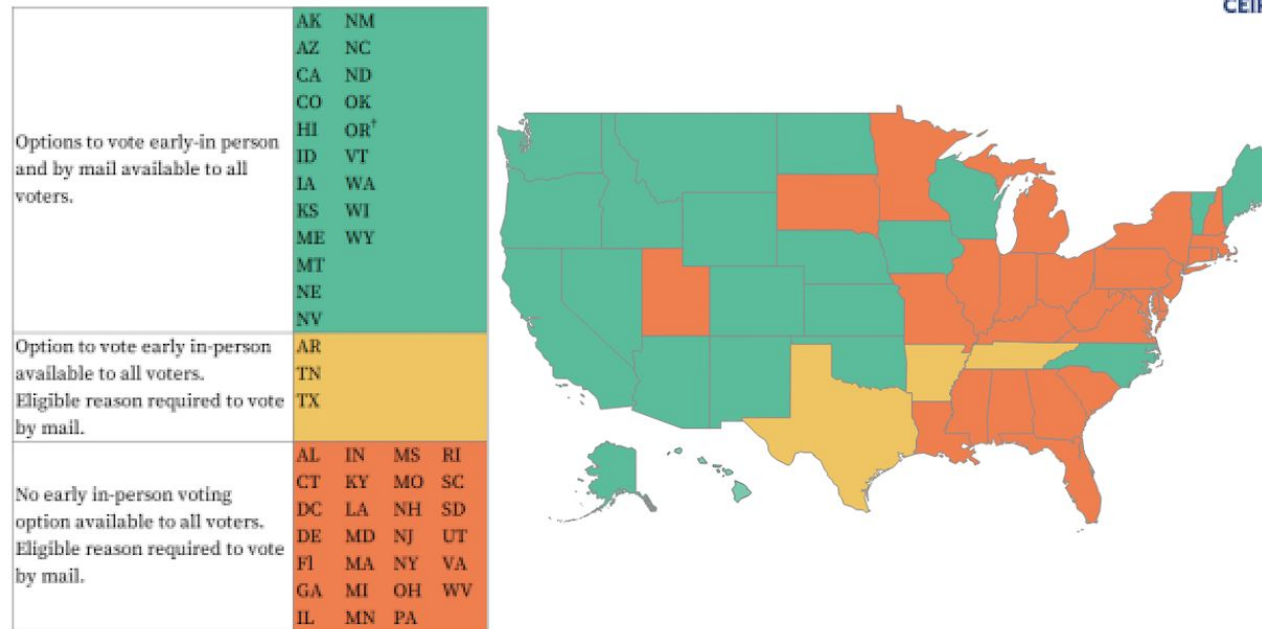 CEIR
Options to vote early-in person
and by mail available to all
voters.
AK NM
AZ NC
CA ND
CO OK
HI OR†
ID VT
IA WA
KS WI
ME WY
MT
NE
NV
Option to vote early in-person
available to all voters.
Eligible reason required to vote
by mail.
AR
TN
TX
No early in-person voting
option available to all voters.
Eligible reason required to vote
by mail.
AL IN MS RI
CT KY MO SC
DC LA NH SD
DE MD NJ UT
Fl MA NY VA
GA MI OH WV
IL MN PA